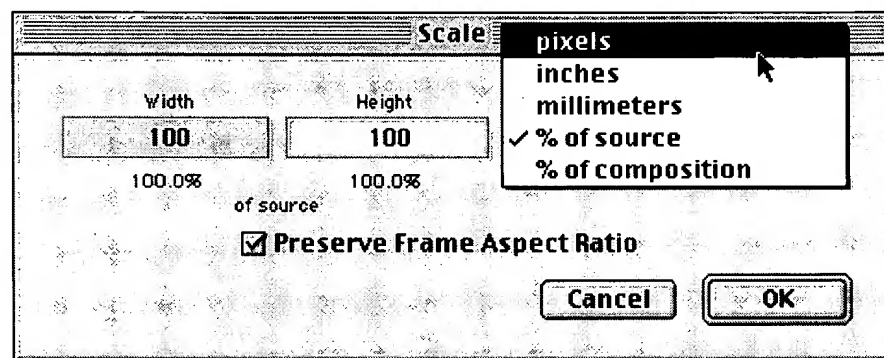 Scale
pixels
inches
millimeters
✓ % of source
% of composition
Width
Height
100
100
100.0%
100.0%
of source
Preserve Frame Aspect Ratio
Cancel
OK